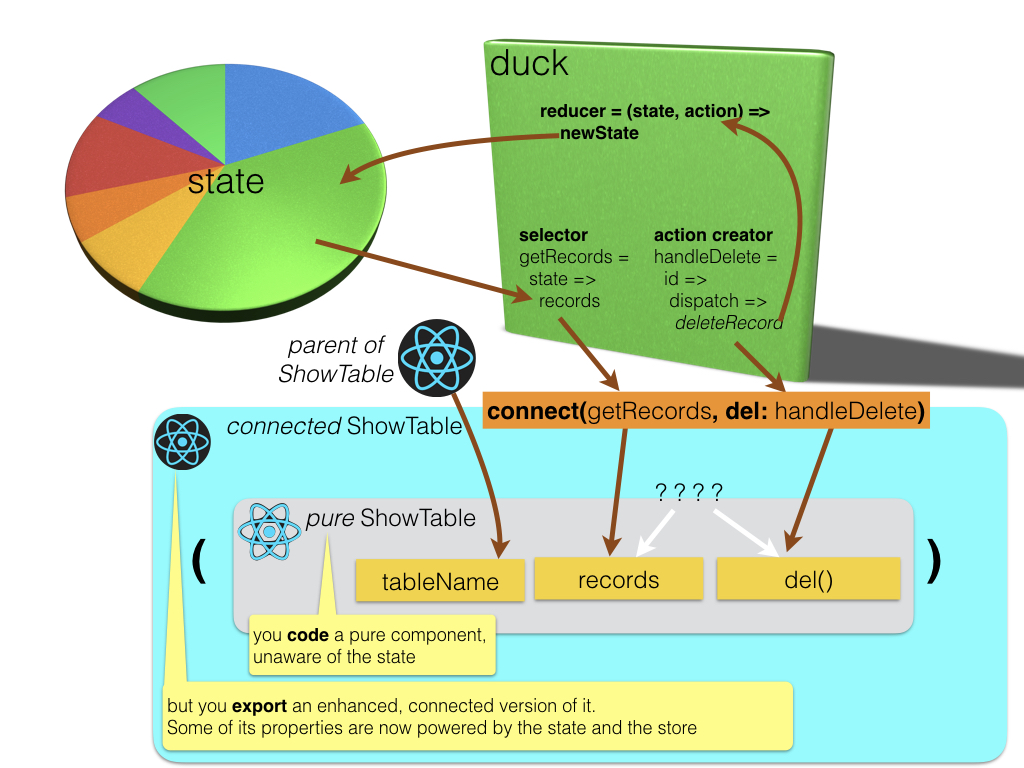 duck
reducer = (state, action) =>
newState
state
selector
getRecords =
state =>
records
action creator
handleDelete =
id =>
dispatch =>
deleteRecord
parent of
ShowTable
connect(getRecords, del: handleDelete)
connected ShowTable
? ? ? ?
pure ShowTable
(
)
tableName
records
del()
you code a pure component,
unaware of the state
but you export an enhanced, connected version of it.
Some of its properties are now powered by the state and the store